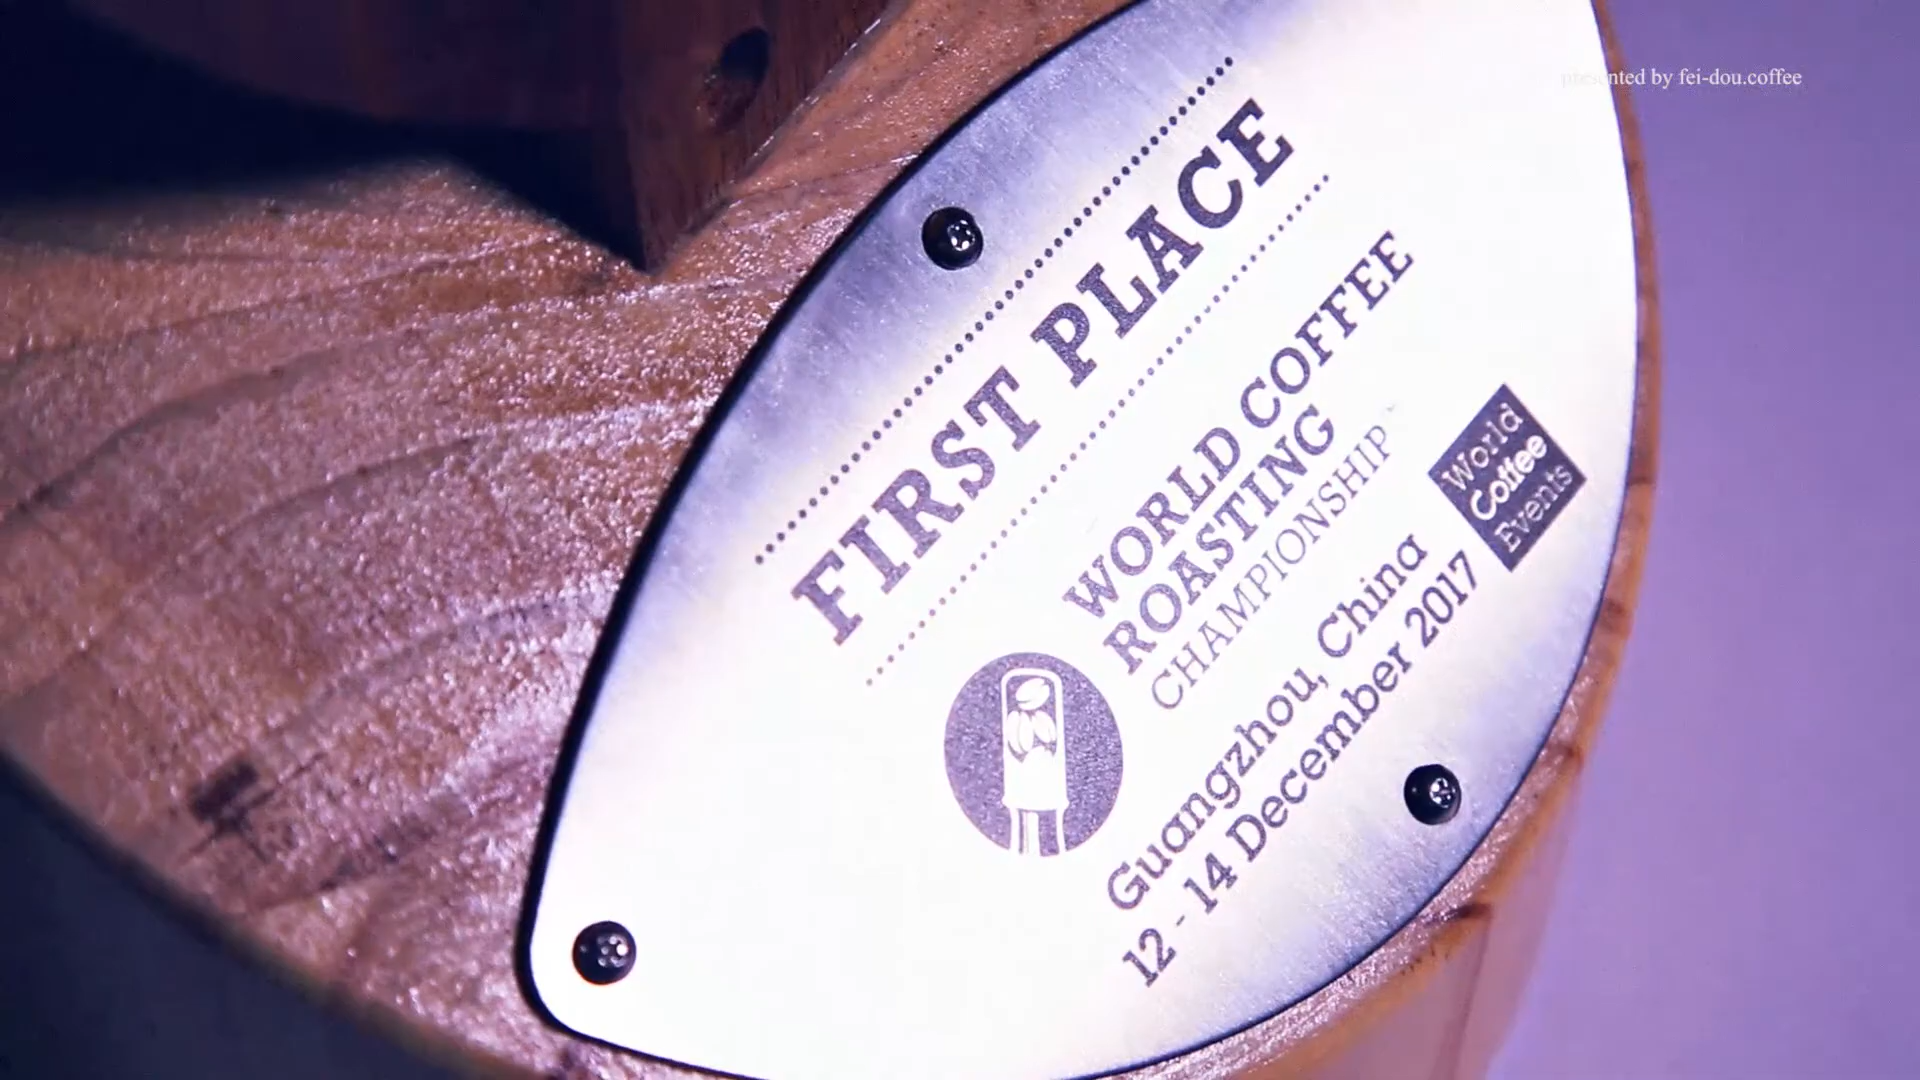 presented by fei-dou.coffee
FIRST PLACE
WORLD COFFEE
ROASTING
CHAMPIONSHIP
World
Coffee
Events
Guangzhou, China
12 - 14 December 2017